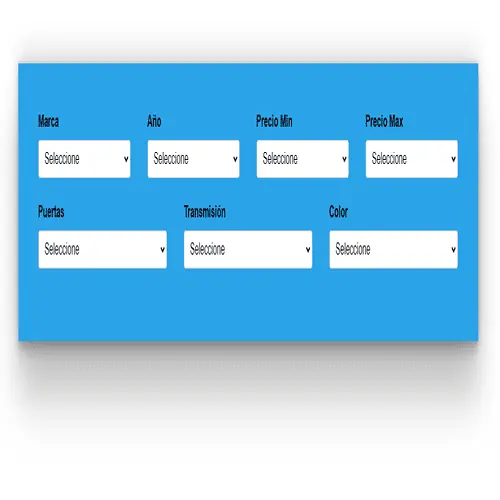 Marca Año Precio Min Precio Max
Seleccione Seleccione Seleccione Seleccione
Puertas Transmisión Color
Seleccione Seleccione Seleccione